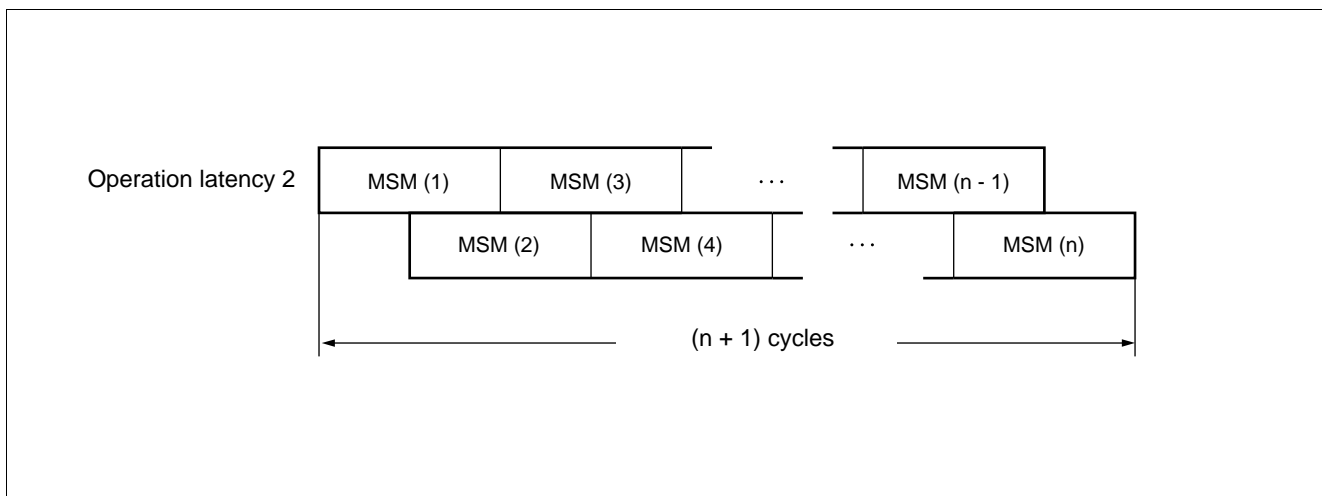 Operation latency 2 MSM (1) MSM (3) ... MSM (n - 1)
MSM (2) MSM (4) ... MSM (n)
(n + 1) cycles